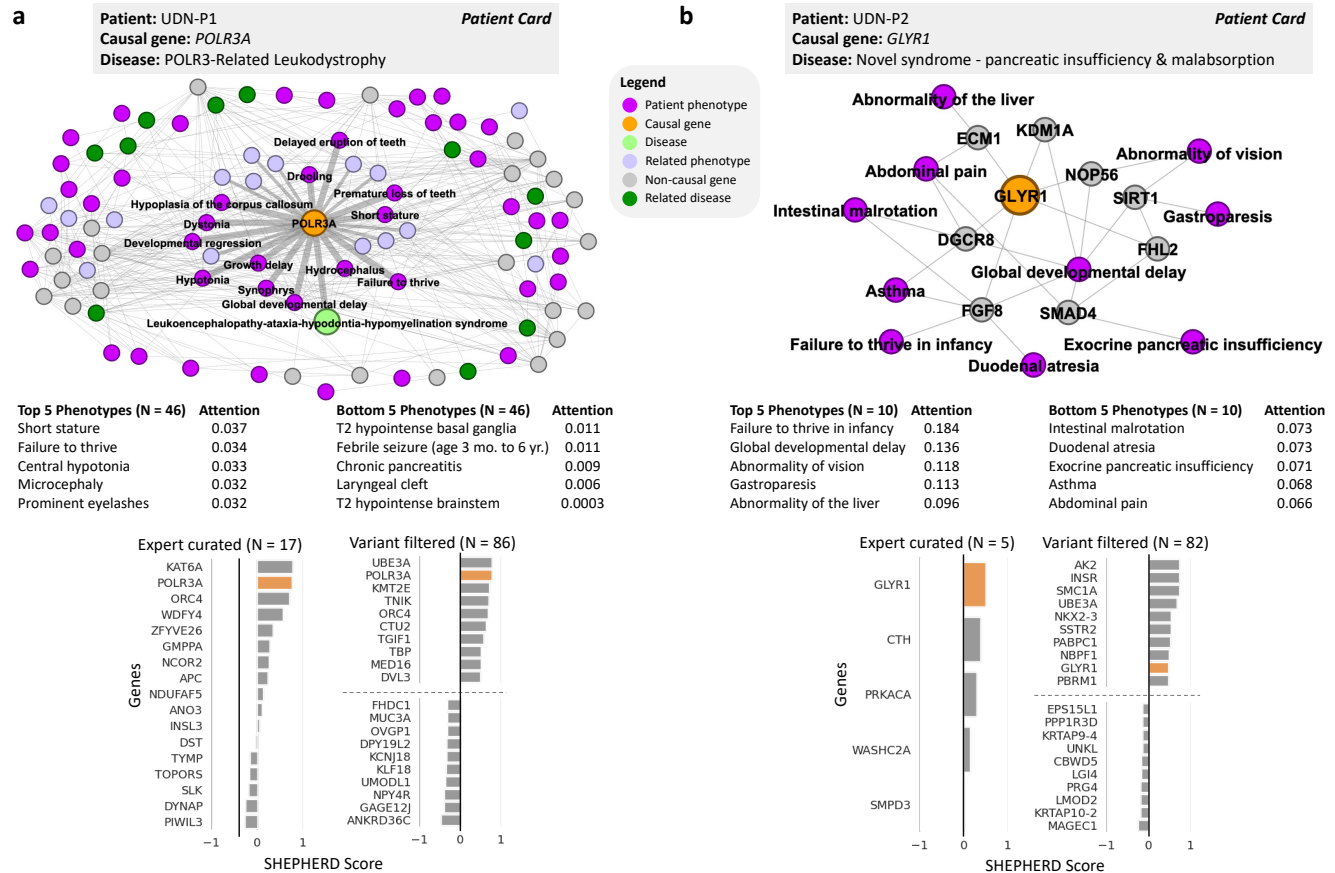 a
Patient: UDN-P1
Patient Card
Causal gene: POLR3A
Disease: POLR3-Related Leukodystrophy
Delayed eruption of teeth
Drooling
Premature loss of teeth
Hypoplasia of the corpus callosum
Short stature
Dystonia
POLR3A
Developmental regression
Growth delay
Hydrocephalus
Hypotonia
Failure to thrive
Synophrys
Global developmental delay
Leukoencephalopathy-ataxia-hypodontia-hypomyelination syndrome
Legend
Patient phenotype
Causal gene
Disease
Related phenotype
Non-causal gene
Related disease
Top 5 Phenotypes (N = 46) Attention
Short stature 0.037
Failure to thrive 0.034
Central hypotonia 0.033
Microcephaly 0.032
Prominent eyelashes 0.032
Bottom 5 Phenotypes (N = 46) Attention
T2 hypointense basal ganglia 0.011
Febrile seizure (age 3 mo. to 6 yr.) 0.011
Chronic pancreatitis 0.009
Laryngeal cleft 0.006
T2 hypointense brainstem 0.0003
Expert curated (N = 17)
Genes
KAT6A
POLR3A
ORC4
WDFY4
ZFYVE26
GMPPA
NCOR2
APC
NDUFAF5
ANO3
INSL3
DST
TYMP
TOPORS
SLK
DYNAP
PIWIL3
−1 0 1
Variant filtered (N = 86)
UBE3A
POLR3A
KMT2E
TNIK
ORC4
CTU2
TGIF1
TBP
MED16
DVL3
FHDC1
MUC3A
OVGP1
DPY19L2
KCNJ18
KLF18
UMODL1
NPY4R
GAGE12J
ANKRD36C
−1 0 1
SHEPHERD Score
b
Patient: UDN-P2
Patient Card
Causal gene: GLYR1
Disease: Novel syndrome - pancreatic insufficiency & malabsorption
Abnormality of the liver
ECM1
KDM1A
Abnormality of vision
Abdominal pain
NOP56
GLYR1
SIRT1
Intestinal malrotation
Gastroparesis
DGCR8
FHL2
Global developmental delay
Asthma
FGF8
SMAD4
Failure to thrive in infancy
Exocrine pancreatic insufficiency
Duodenal atresia
Top 5 Phenotypes (N = 10) Attention
Failure to thrive in infancy 0.184
Global developmental delay 0.136
Abnormality of vision 0.118
Gastroparesis 0.113
Abnormality of the liver 0.096
Bottom 5 Phenotypes (N = 10) Attention
Intestinal malrotation 0.073
Duodenal atresia 0.073
Exocrine pancreatic insufficiency 0.071
Asthma 0.068
Abdominal pain 0.066
Expert curated (N = 5)
Genes
GLYR1
CTH
PRKACA
WASHC2A
SMPD3
−1 0 1
Variant filtered (N = 82)
AK2
INSR
SMC1A
UBE3A
NKX2-3
SSTR2
PABPC1
NBPF1
GLYR1
PBRM1
EPS15L1
PPP1R3D
KRTAP9-4
UNKL
CBWD5
LGI4
PRG4
LMOD2
KRTAP10-2
MAGEC1
−1 0 1
SHEPHERD Score